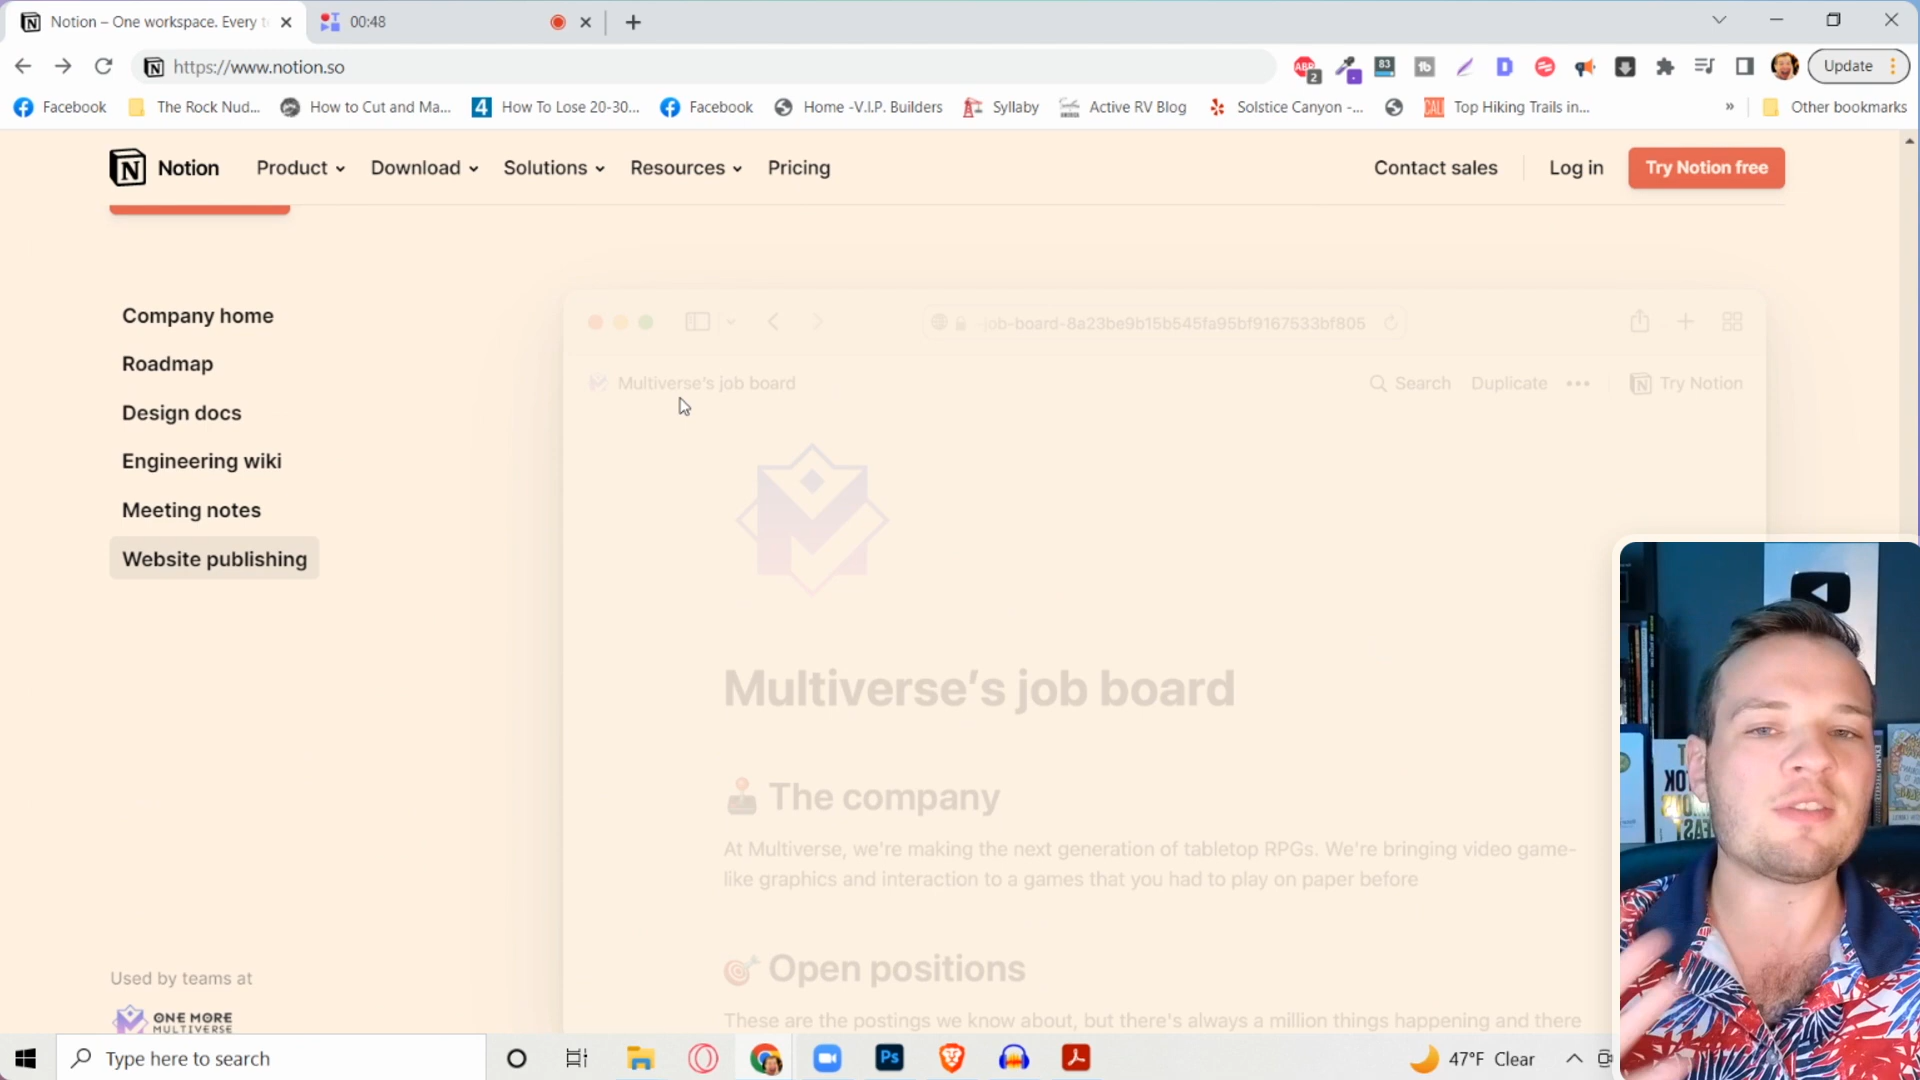 Notion – One workspace. Every t
00:48
https://www.notion.so
ABP
2
83
Update
Facebook
The Rock Nud...
How to Cut and Ma...
4
How To Lose 20-30...
Facebook
Home -V.I.P. Builders
Syllaby
Active RV Blog
Solstice Canyon -...
CALI
Top Hiking Trails in...
»
Other bookmarks
Notion
Product
Download
Solutions
Resources
Pricing
Contact sales
Log in
Try Notion free
Company home
Roadmap
Design docs
Engineering wiki
Meeting notes
Website publishing
job-board-8a23be9b15b545fa95bf9167533bf805
Multiverse's job board
Search
Duplicate
Try Notion
Multiverse's job board
The company
At Multiverse, we're making the next generation of tabletop RPGs. We're bringing video game-
like graphics and interaction to a games that you had to play on paper before
Open positions
These are the postings we know about, but there's always a million things happening and there
Used by teams at
ONE MORE
MULTIVERSE
Type here to search
Ps
47°F Clear